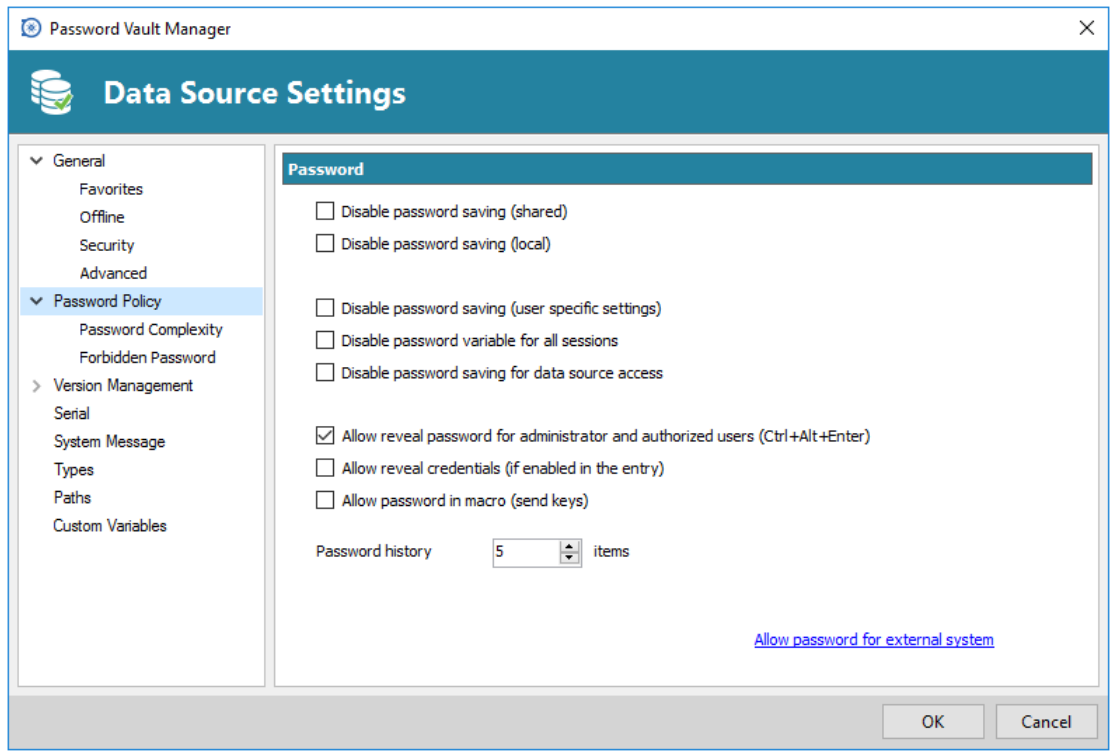 Password Vault Manager
Data Source Settings
General
Favorites
Offline
Security
Advanced
Password Policy
Password Complexity
Forbidden Password
Version Management
Serial
System Message
Types
Paths
Custom Variables
Password
Disable password saving (shared)
Disable password saving (local)
Disable password saving (user specific settings)
Disable password variable for all sessions
Disable password saving for data source access
Allow reveal password for administrator and authorized users (Ctrl+Alt+Enter)
Allow reveal credentials (if enabled in the entry)
Allow password in macro (send keys)
Password history 5 items
Allow password for external system
OK Cancel